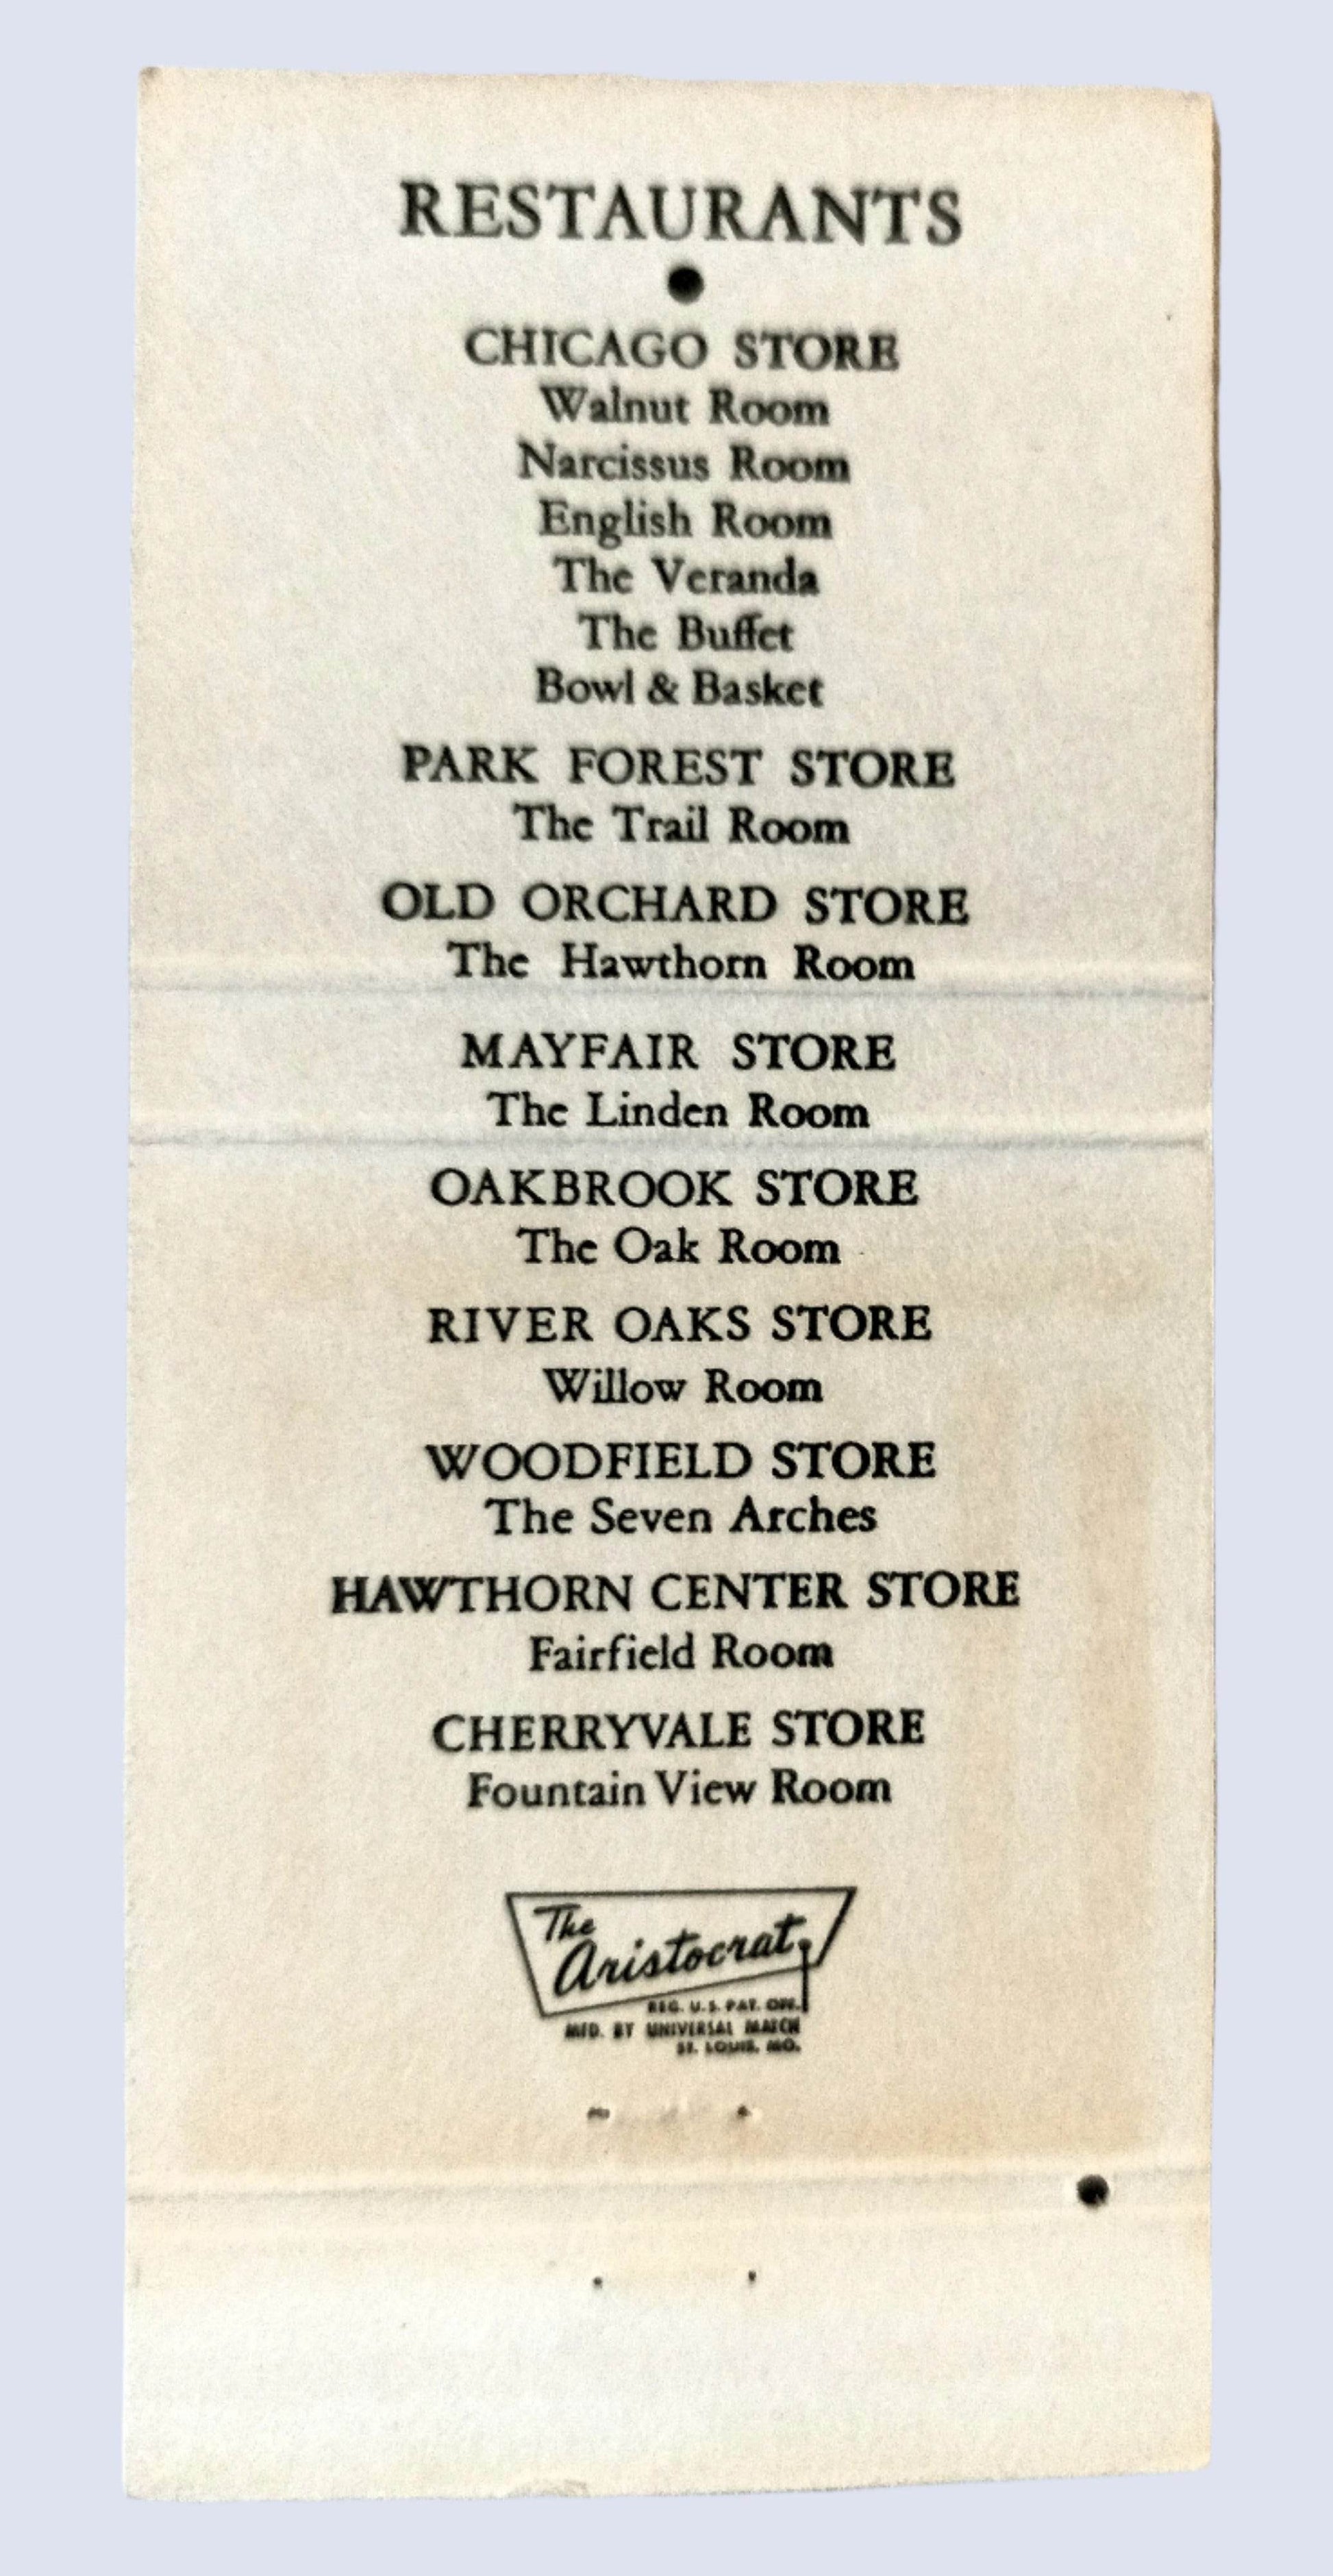 RESTAURANTS
CHICAGO STORE
Walnut Room
Narcissus Room
English Room
The Veranda
The Buffet
Bowl & Basket
PARK FOREST STORE
The Trail Room
OLD ORCHARD STORE
The Hawthorn Room
MAYFAIR STORE
The Linden Room
OAKBROOK STORE
The Oak Room
RIVER OAKS STORE
Willow Room
WOODFIELD STORE
The Seven Arches
HAWTHORN CENTER STORE
Fairfield Room
CHERRYVALE STORE
Fountain View Room
The
Aristocrat
REG. U.S. PAT. OFF.
MFD. BY UNIVERSAL MATCH
ST. LOUIS, MO.